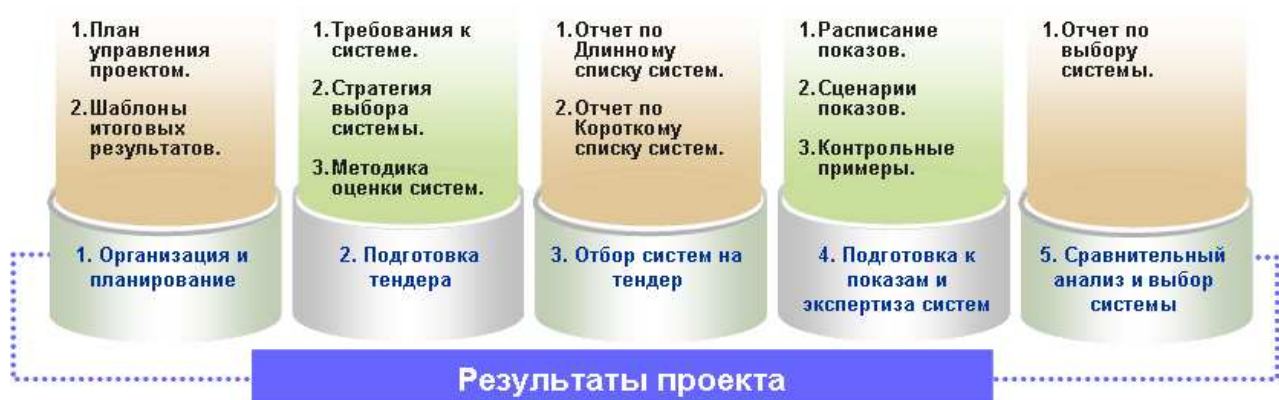 1. План
управления
проектом.
2. Шаблоны
итоговых
результатов.
1. Требования к
системе.
2. Стратегия
выбора
системы.
3. Методика
оценки систем.
1. Отчет по
Длинному
списку систем.
2. Отчет по
Короткому
списку систем.
1. Расписание
показов.
2. Сценарии
показов.
3. Контрольные
примеры.
1. Отчет по
выбору
системы.
1. Организация и
планирование
2. Подготовка
тендера
3. Отбор систем на
тендер
4. Подготовка к
показам и
экспертиза систем
5. Сравнительный
анализ и выбор
системы
Результаты проекта